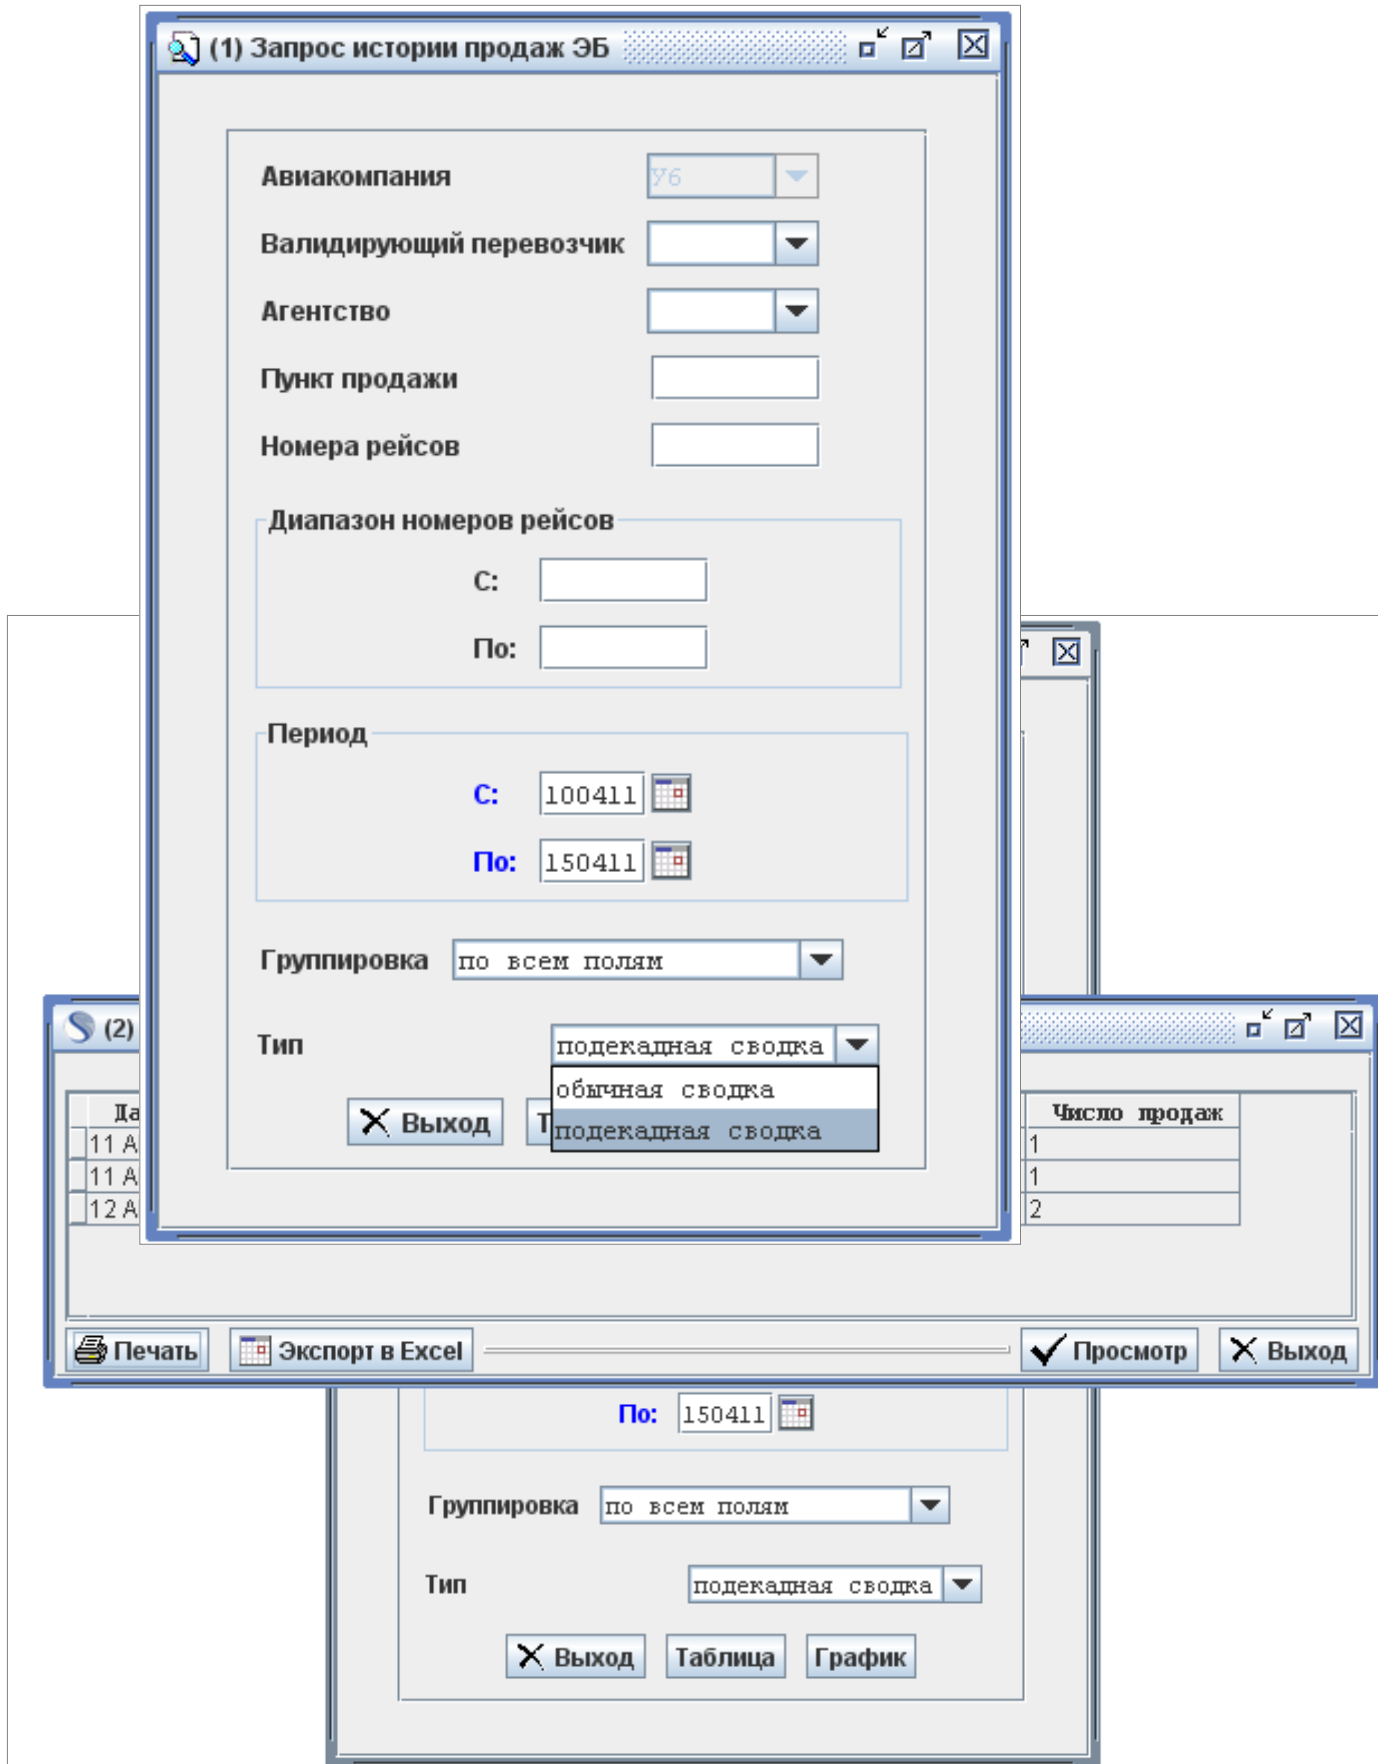 (1) Запрос истории продаж ЭБ
Авиакомпания У6
Валидирующий перевозчик
Агентство
Пункт продажи
Номера рейсов
Диапазон номеров рейсов
С:
По:
Период
С: 100411
По: 150411
Группировка по всем полям
Тип подекадная сводка
обычная сводка
подекадная сводка
Выход
(2)
Число продаж
11 А 1
11 А 1
12 А 2
Печать Экспорт в Excel Просмотр Выход
По: 150411
Группировка по всем полям
Тип подекадная сводка
Выход Таблица График